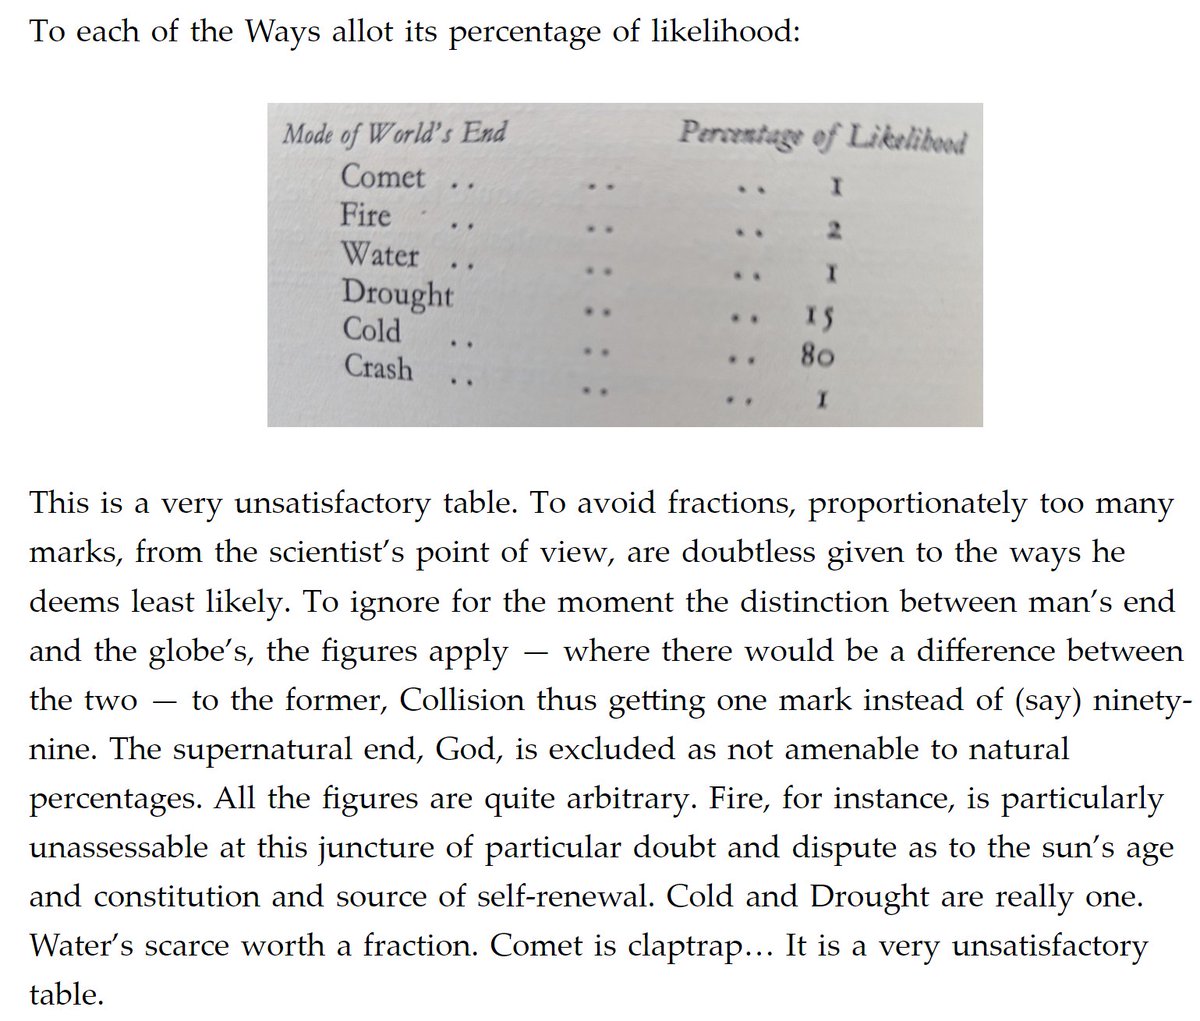 To each of the Ways allot its percentage of likelihood:
Mode of World's End Percentage of Likelihood
Comet .. .. .. 1
Fire .. .. .. 2
Water .. .. .. 1
Drought .. .. 15
Cold .. .. .. 80
Crash .. .. .. 1
This is a very unsatisfactory table. To avoid fractions, proportionately too many
marks, from the scientist’s point of view, are doubtless given to the ways he
deems least likely. To ignore for the moment the distinction between man’s end
and the globe’s, the figures apply — where there would be a difference between
the two — to the former, Collision thus getting one mark instead of (say) ninety-
nine. The supernatural end, God, is excluded as not amenable to natural
percentages. All the figures are quite arbitrary. Fire, for instance, is particularly
unassessable at this juncture of particular doubt and dispute as to the sun’s age
and constitution and source of self-renewal. Cold and Drought are really one.
Water’s scarce worth a fraction. Comet is claptrap… It is a very unsatisfactory
table.